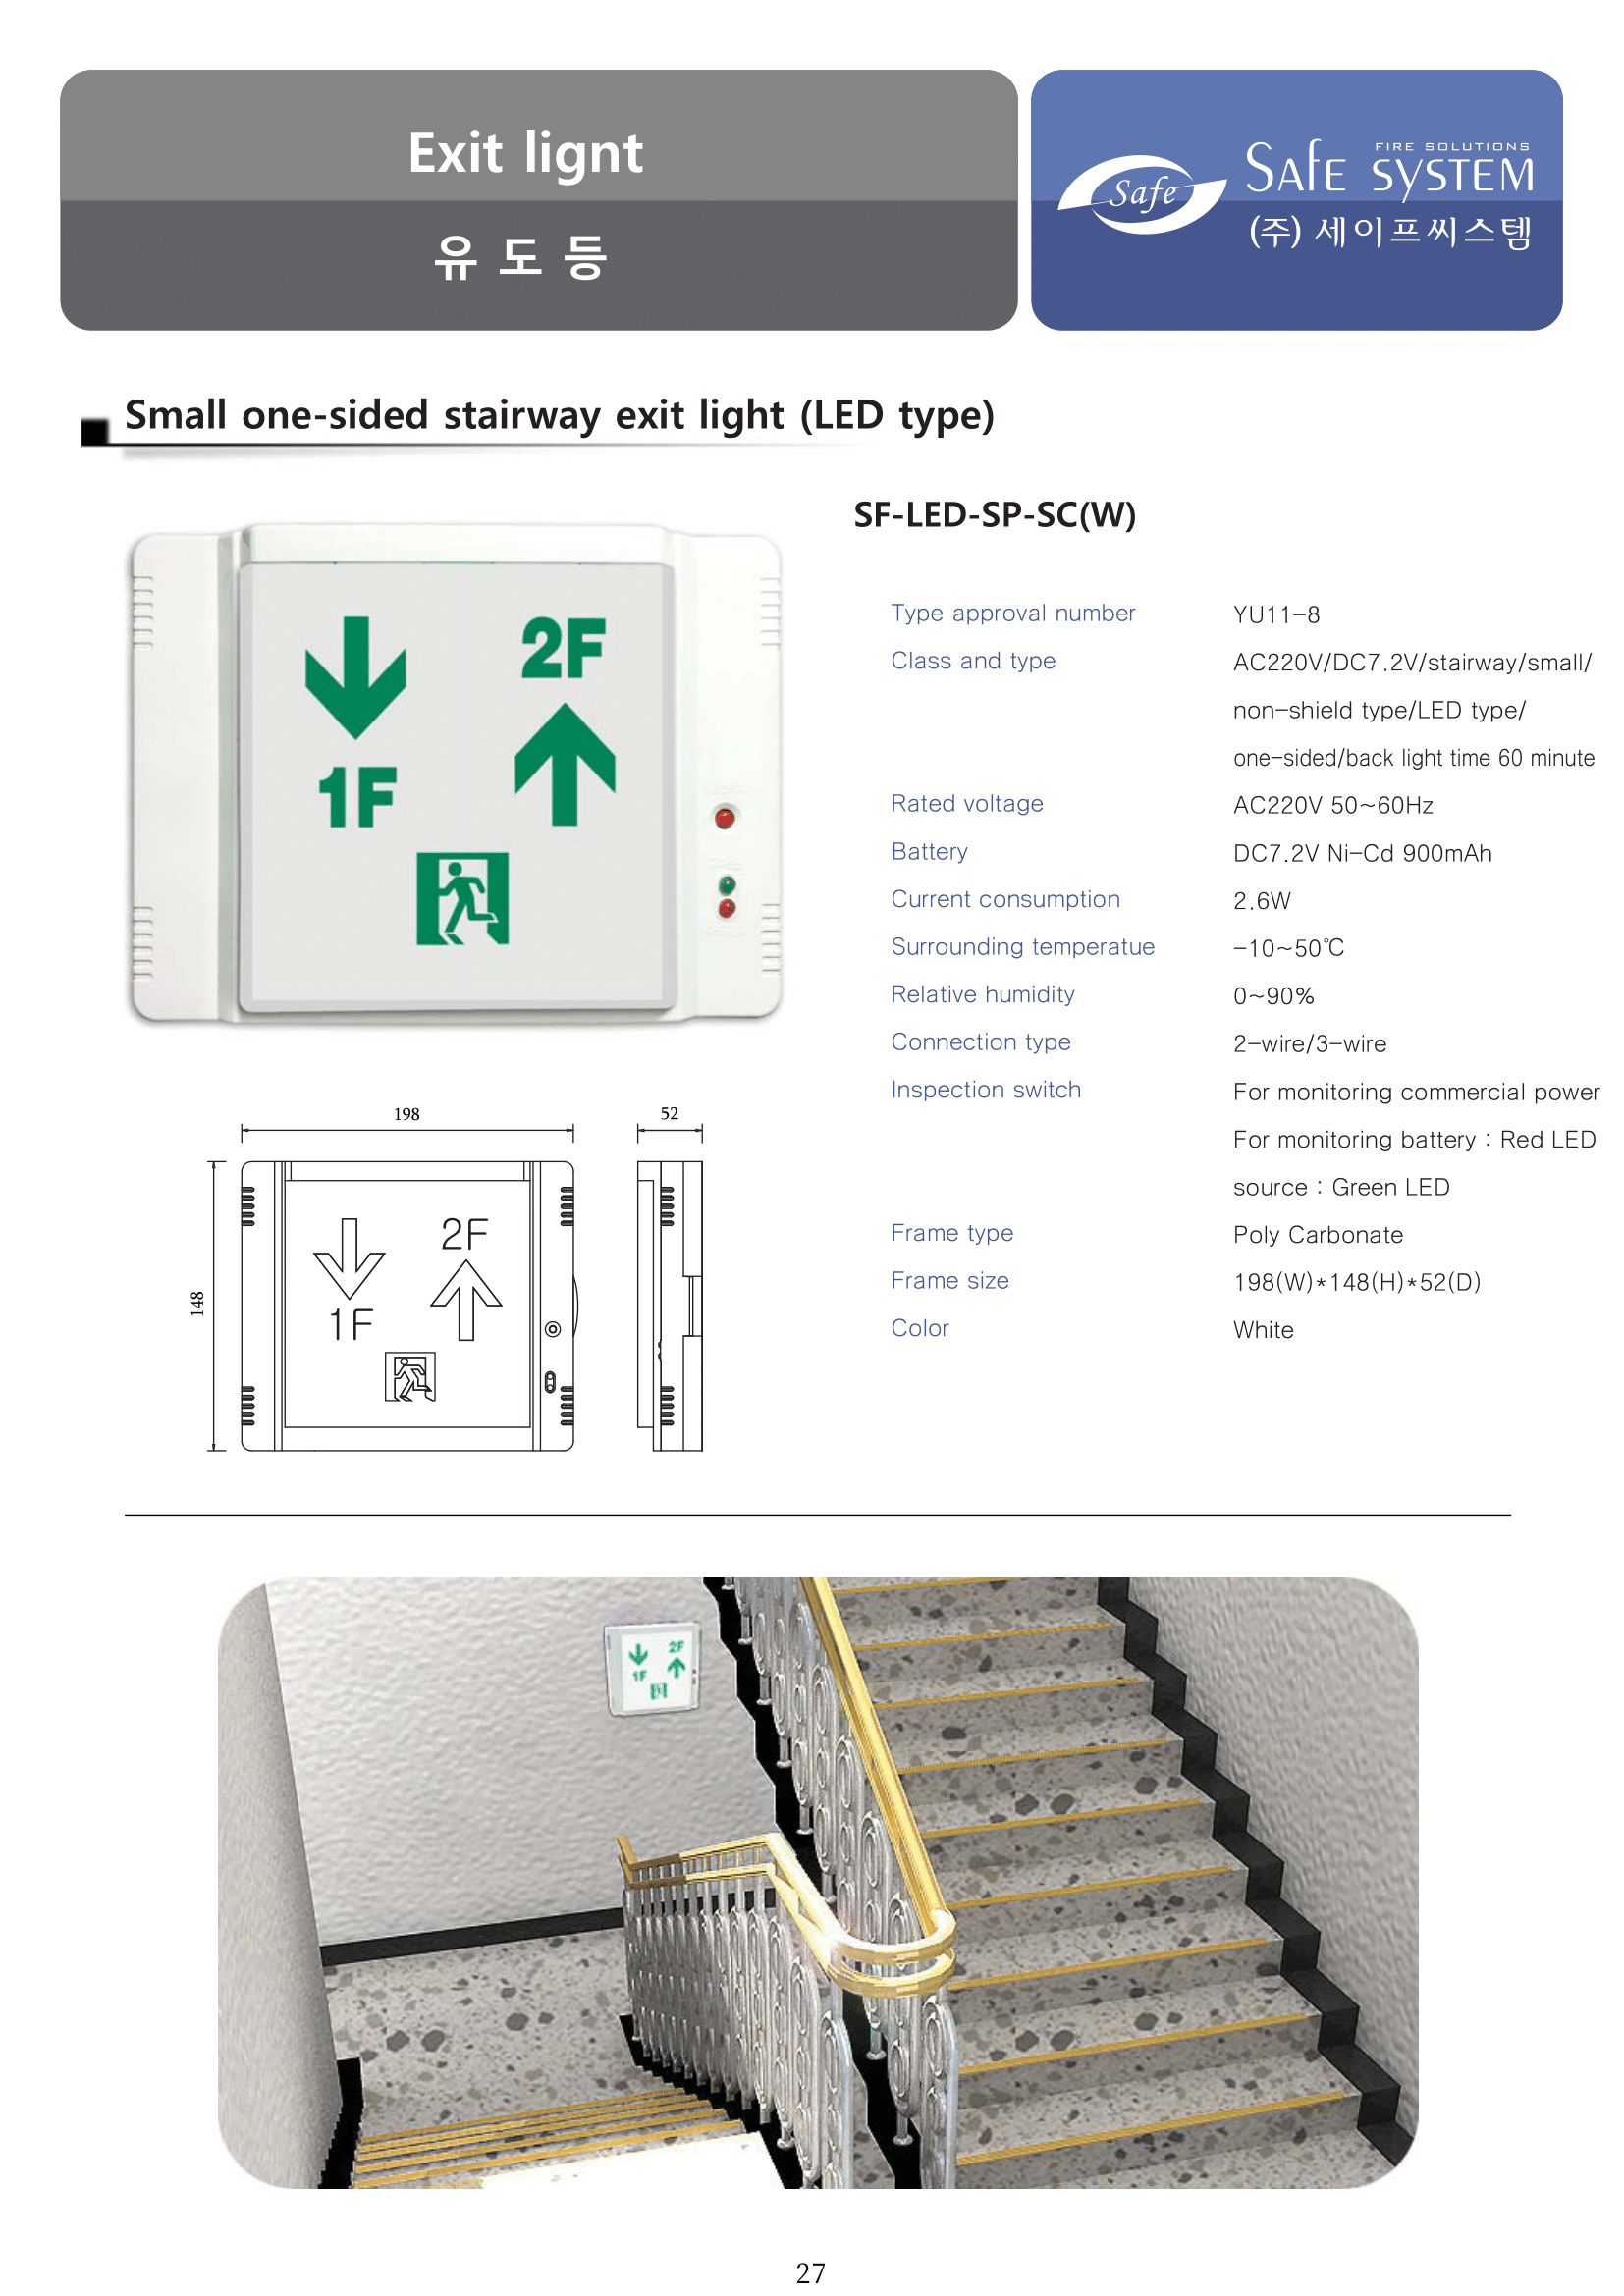 Exit lignt
유 도 등
Safe
FIRE SOLUTIONS
SAfE SYSTEM
(주) 세이프씨스템
Small one-sided stairway exit light (LED type)
SF-LED-SP-SC(W)
2F
1F
Type approval number YU11-8
Class and type AC220V/DC7.2V/stairway/small/
non-shield type/LED type/
one-sided/back light time 60 minute
Rated voltage AC220V 50~60Hz
Battery DC7.2V Ni-Cd 900mAh
Current consumption 2.6W
Surrounding temperatue -10~50℃
Relative humidity 0~90%
Connection type 2-wire/3-wire
Inspection switch For monitoring commercial power
For monitoring battery : Red LED
source : Green LED
Frame type Poly Carbonate
Frame size 198(W)*148(H)*52(D)
Color White
198
52
148
2F
1F
2F
1F
27